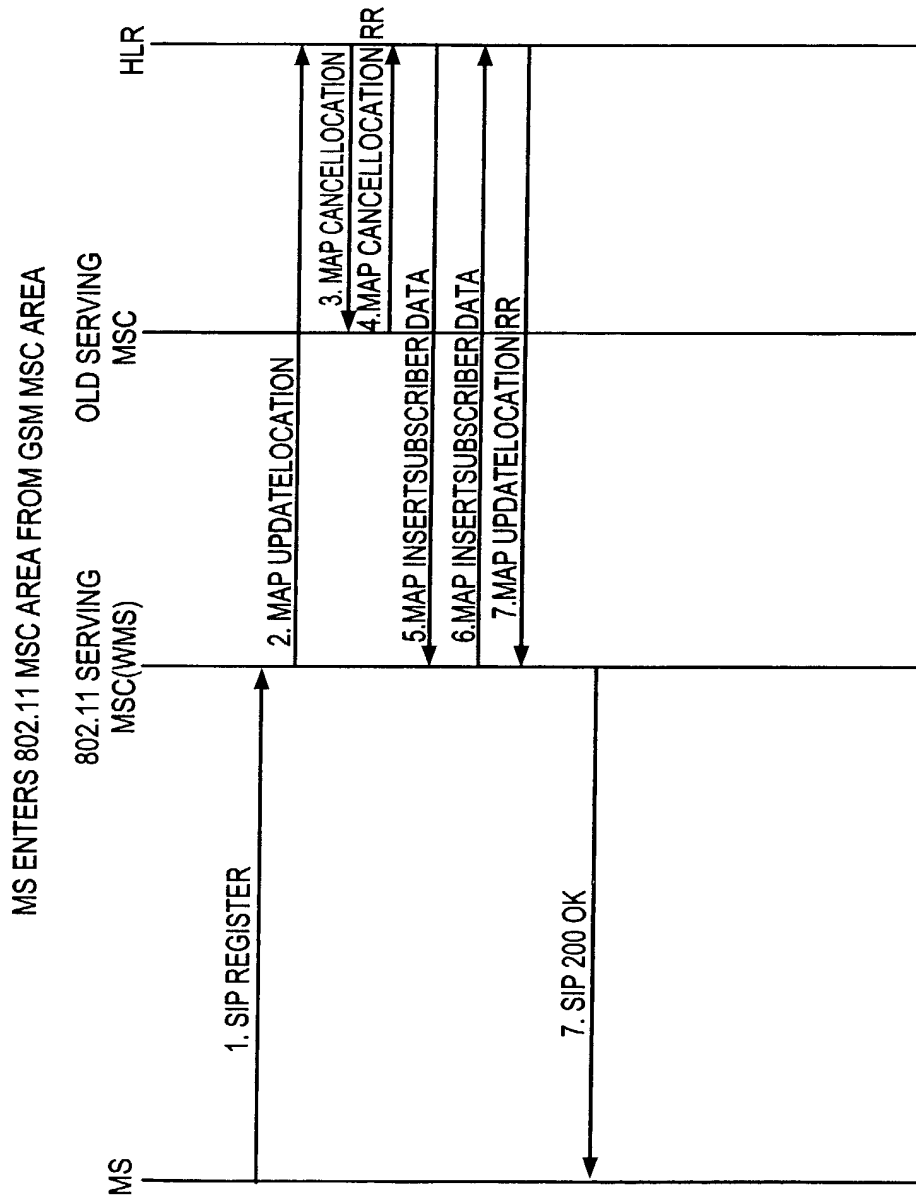 MS ENTERS 802.11 MSC AREA FROM GSM MSC AREA
MS
802.11 SERVING
MSC(WMS)
OLD SERVING
MSC
HLR
1. SIP REGISTER
2. MAP UPDATELOCATION
3. MAP CANCELLOCATION
4.MAP CANCELLOCATION RR
5.MAP INSERTSUBSCRIBER DATA
6.MAP INSERTSUBSCRIBER DATA
7.MAP UPDATELOCATION RR
7. SIP 200 OK